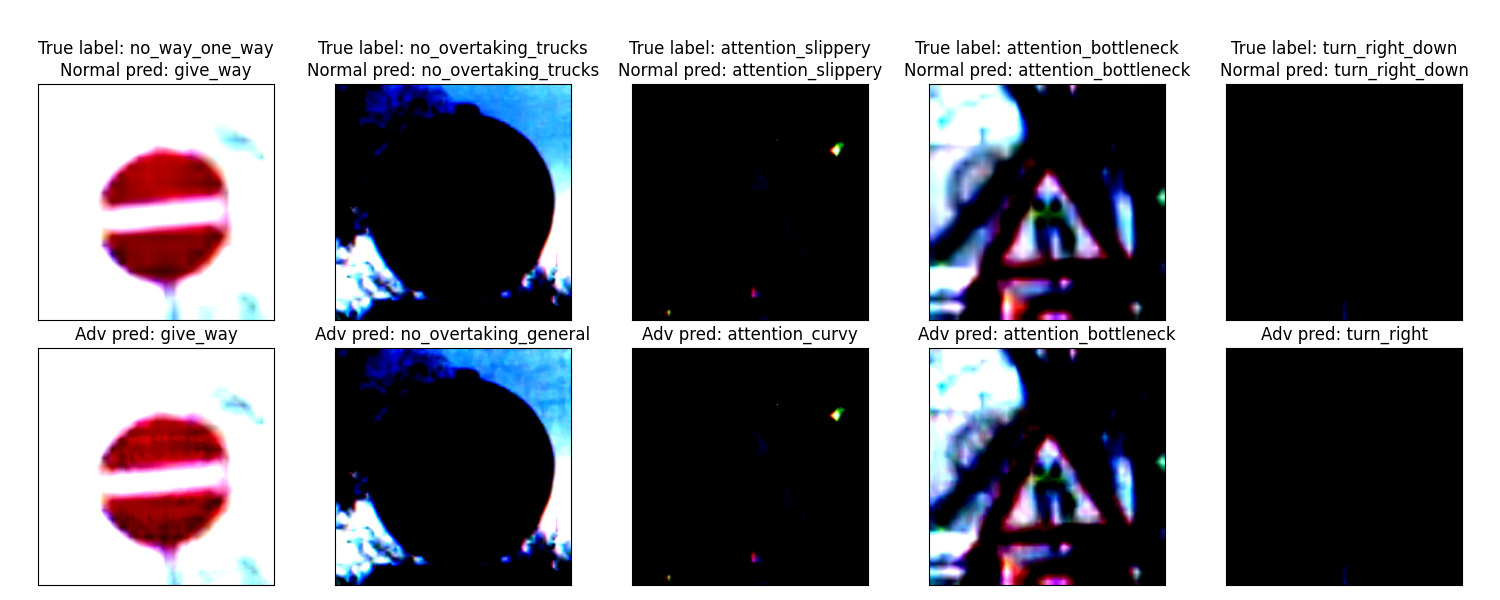 True label: no_way_one_way
Normal pred: give_way
True label: no_overtaking_trucks
Normal pred: no_overtaking_trucks
True label: attention_slippery
Normal pred: attention_slippery
True label: attention_bottleneck
Normal pred: attention_bottleneck
True label: turn_right_down
Normal pred: turn_right_down
Adv pred: give_way
Adv pred: no_overtaking_general
Adv pred: attention_curvy
Adv pred: attention_bottleneck
Adv pred: turn_right